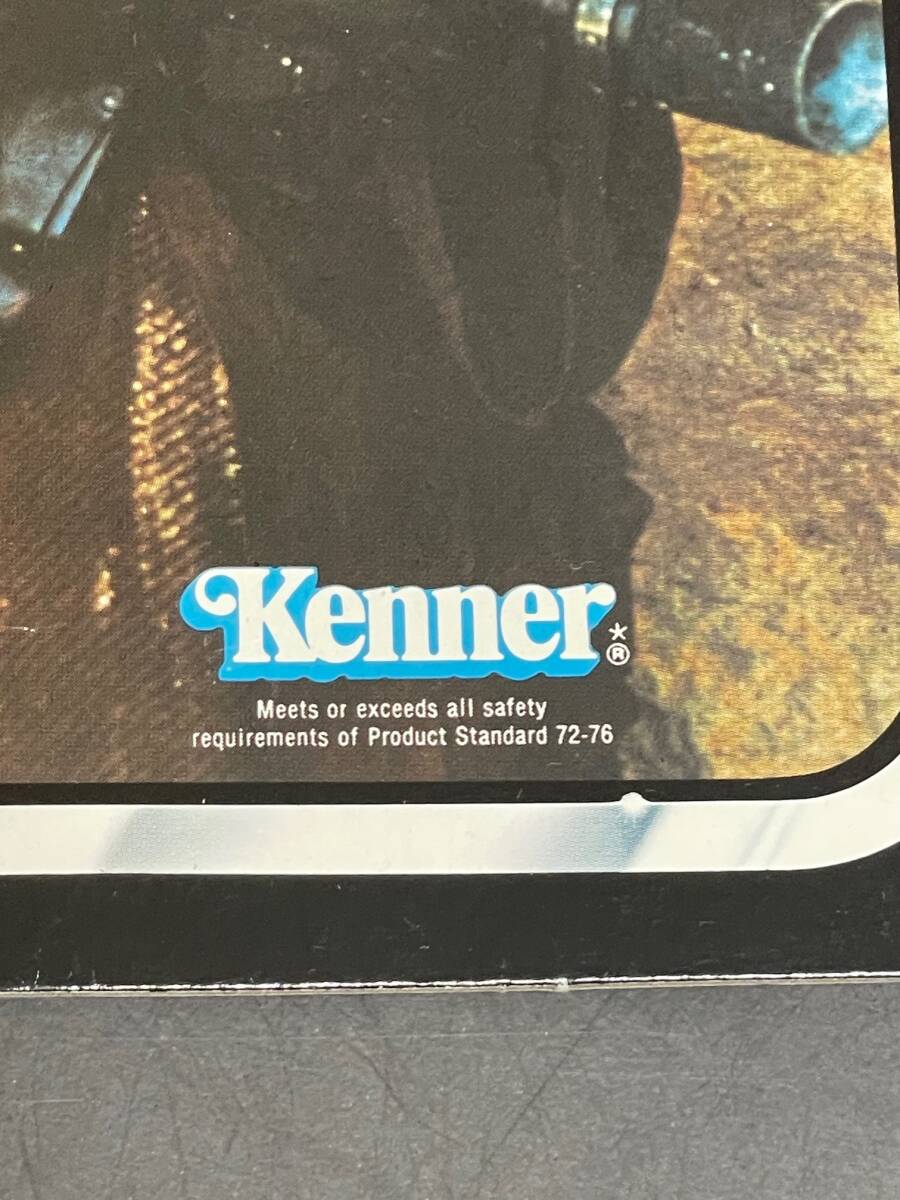 Kenner*®
Meets or exceeds all safety
requirements of Product Standard 72-76